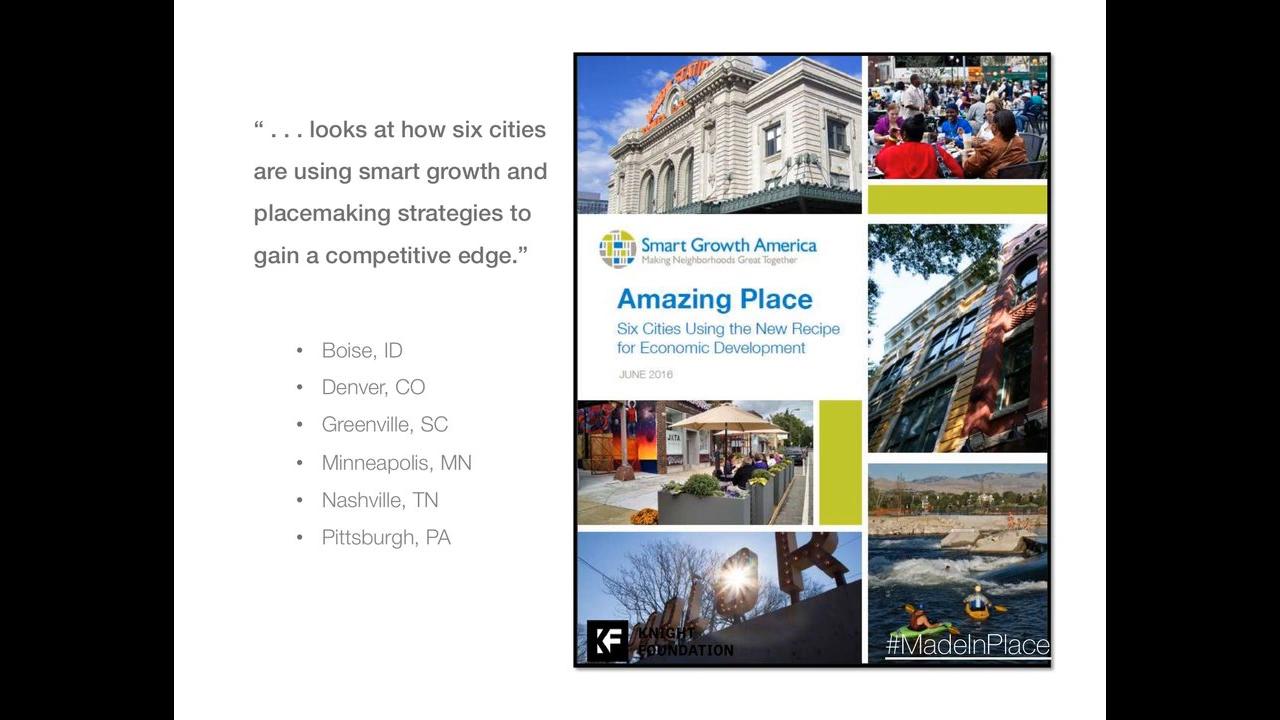 “ . . . looks at how six cities
are using smart growth and
placemaking strategies to
gain a competitive edge.”
• Boise, ID
• Denver, CO
• Greenville, SC
• Minneapolis, MN
• Nashville, TN
• Pittsburgh, PA
Smart Growth America
Making Neighborhoods Great Together
Amazing Place
Six Cities Using the New Recipe
for Economic Development
JUNE 2016
KF
KNIGHT
FOUNDATION
#MadeInPlace